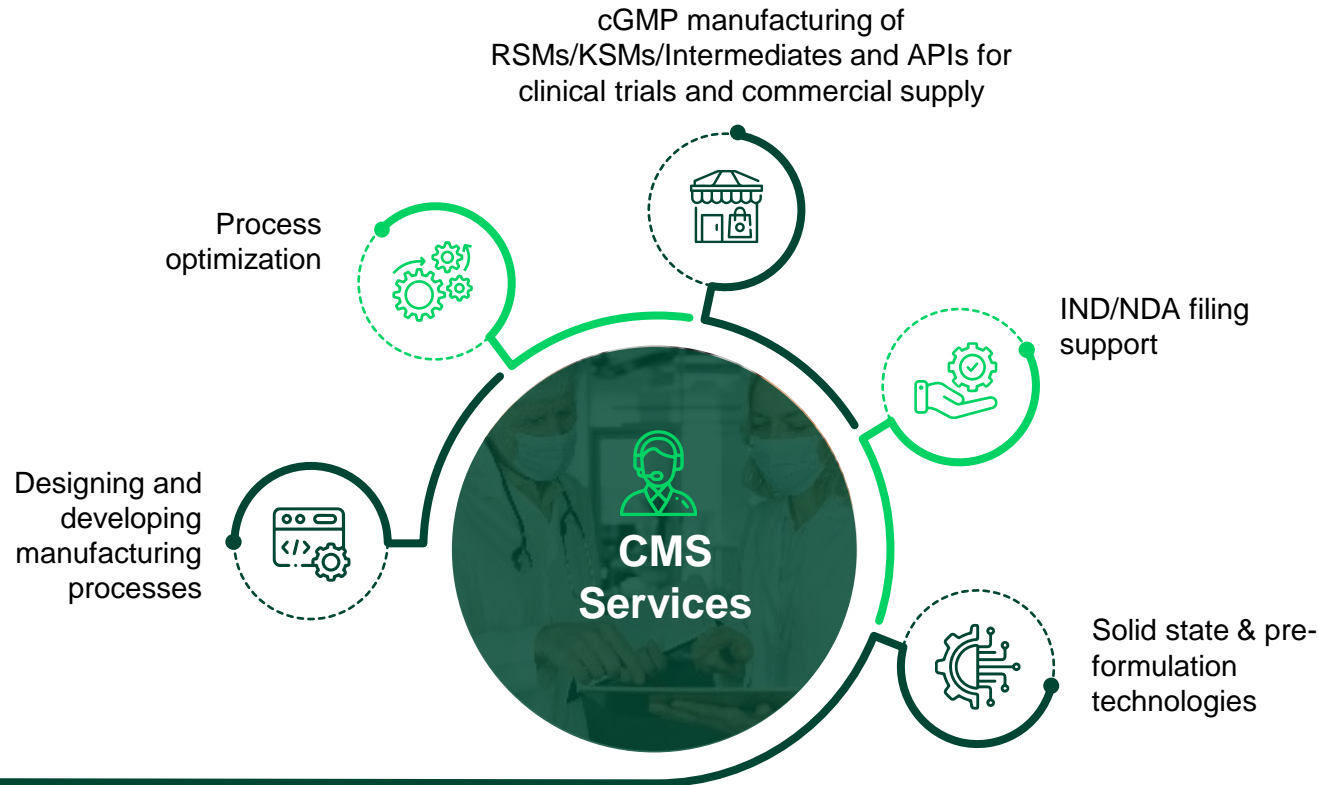 cGMP manufacturing of
RSMs/KSMs/Intermediates and APIs for
clinical trials and commercial supply
Process
optimization
IND/NDA filing
support
Designing and
developing
manufacturing
processes
</>
CMS
Services
Solid state & pre-
formulation
technologies